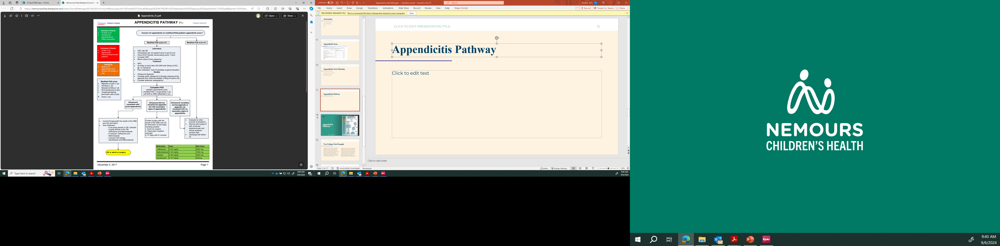 Clinical Pathways - Home
nemoursonline.sharepoint.com/s
https://nemoursonline.sharepoint.com/sites/ClinicalPathways/NCH%20FL/Forms/AllItems.aspx?id=%2Fsites%2FClinicalPathways%2FNCH%20FL%2FAppendicitis%20Diagnosis%2FAppendicitis_FL%2Epdf&parent=%2Fsites...
Appendicitis_FL.pdf
Open
Share
Nemours Children's Hospital
APPENDICITIS PATHWAY (FL)
Emergency Department
Inclusion Criteria:
• At least 4 y/o
• Concern for
appendicitis by
history and exam
Exclusion Criteria:
• Under 4 y/o
• Significantly
immunocompromised
patients
TARGETS:
• Reduce CT
appendicitis done
• Reduce ED length of
stay
Modified PAS score
• Migration of pain (1 pt)
• Anorexia (1 pt)
• Nausea/vomiting (1 pt)
• RLQ tenderness (2 pts)
• Coughing/hopping/
percussion pain (2 pts)
• Fever (1 pt).
Concern for appendicitis on modified (PAS) pediatric appendicitis score ?
Modified PAS score 4-8
Modified PAS score 0-3
Laboratory
• CBC with diff
• Urinanalysis (do not repeat if done in last 24 hrs)
• Urine HCG if female menstruating and/or >10y/o
• Consider CRP
• Blood culture if toxic appearing
Treatment
• NPO
• 20 ml/kg ns bolus then D51/2NS with 20meq of KCL
@ 1.5 maintence
• Pain medication, hold if immediate surgical evaluation
Studies
• Ultrasound Appendix
• Consider pelvic ultrasound in females (ultrasound the
appendix first, while the bladder is filling for pelvic US)
• Consider abdomen radiograph(s)
Complete PAS
pediatric appendicitis score
= modified PAS + Leukocytotis (1 pt)
Left shift on WBC differential (1 pt)
Ultrasound
consistent with
acute appendicitis
Ultrasound did not
visualize the appendix
but with secondary
signs of appendicitis
Ultrasound visualizes
normal appendix or
appendix not
visualized with no
secondary signs of
appendicitis
• Consult Surgery(with the results of the WBC
and US) and Admit
• Give Antibiotics:
- If not going directly to OR: Cefoxitin
- If going directly to the OR:
Ceftriaxone and Metronidazole
- If ruptured: Ceftriaxone and
Metronidazole
- If severe PCN allergy:
Ciprofloxacin and Metronidazole
Contact surgery with the
results of the WBC and US
for discussion of next steps
including possible:
1. Exam by surgeon
2. Observation inpatient
overnight
3. CT appy with IV contrast
• Evaluate for other
sources of symptoms
• Discuss with surgery if
with continued
abdominal pain and
clinical suspicion
remains high
• Discharge with follow-
up
OR or admit to surgery.
Medication Dose Max Dose
Ceftriaxone IV 50 mg/kg 2000 mg
Metronidazole IV 30 mg/kg 1500 mg
Cefoxitin IV 40 mg/kg 2000 mg
Ciprofloxacin IV 10 mg/kg 400mg
December 4, 2017
Page 1
Type here to search
9:40 AM
9/6/2024
AutoSave Off
Appendicits talk 2024.pptx - AutoRecovered • Saved to this PC
Search
Poulos, Nick
File Home Insert Draw Design Transitions Animations Slide Show Record Review View Help Shape Format
Record
Present in Teams
Share
RECOVERED UNSAVED FILE This is a recovered file that is temporarily stored on your computer.
Save
Assessment
11
Appendicitic Score
12
Appendicitic Score Meaning
13
Appendicitis Pathway
14
Appedicitis
Pathway
15
Two Column Text Example
16
CLICK TO EDIT PRESENTATION TITLE
13
Appendicitis Pathway
Click to edit text
Click to add notes
Slide 13 of 17
Accessibility: Investigate
Recovered
Notes
Display Settings
116%
9:40 AM
9/6/2024
NEMOURS
CHILDREN'S HEALTH
Epic
9:40 AM
9/6/2024